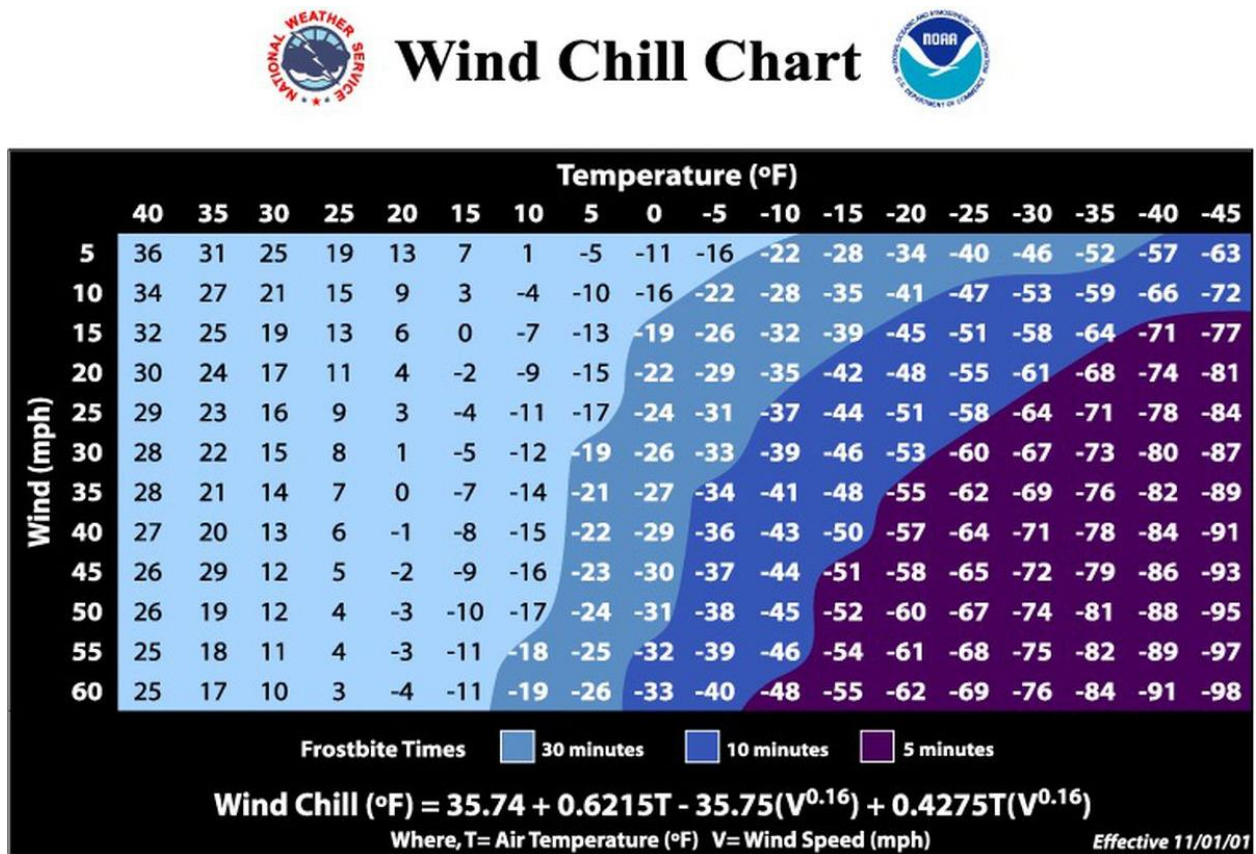 NATIONAL WEATHER SERVICE
Wind Chill Chart
NATIONAL OCEANIC AND ATMOSPHERIC ADMINISTRATION
NOAA
U.S. DEPARTMENT OF COMMERCE
Temperature (ºF)
40 35 30 25 20 15 10 5 0 -5 -10 -15 -20 -25 -30 -35 -40 -45
Wind (mph)
5 36 31 25 19 13 7 1 -5 -11 -16 -22 -28 -34 -40 -46 -52 -57 -63
10 34 27 21 15 9 3 -4 -10 -16 -22 -28 -35 -41 -47 -53 -59 -66 -72
15 32 25 19 13 6 0 -7 -13 -19 -26 -32 -39 -45 -51 -58 -64 -71 -77
20 30 24 17 11 4 -2 -9 -15 -22 -29 -35 -42 -48 -55 -61 -68 -74 -81
25 29 23 16 9 3 -4 -11 -17 -24 -31 -37 -44 -51 -58 -64 -71 -78 -84
30 28 22 15 8 1 -5 -12 -19 -26 -33 -39 -46 -53 -60 -67 -73 -80 -87
35 28 21 14 7 0 -7 -14 -21 -27 -34 -41 -48 -55 -62 -69 -76 -82 -89
40 27 20 13 6 -1 -8 -15 -22 -29 -36 -43 -50 -57 -64 -71 -78 -84 -91
45 26 29 12 5 -2 -9 -16 -23 -30 -37 -44 -51 -58 -65 -72 -79 -86 -93
50 26 19 12 4 -3 -10 -17 -24 -31 -38 -45 -52 -60 -67 -74 -81 -88 -95
55 25 18 11 4 -3 -11 -18 -25 -32 -39 -46 -54 -61 -68 -75 -82 -89 -97
60 25 17 10 3 -4 -11 -19 -26 -33 -40 -48 -55 -62 -69 -76 -84 -91 -98
Frostbite Times 30 minutes 10 minutes 5 minutes
Wind Chill (ºF) = 35.74 + 0.6215T - 35.75(V^0.16) + 0.4275T(V^0.16)
Where, T= Air Temperature (ºF) V= Wind Speed (mph)
Effective 11/01/01